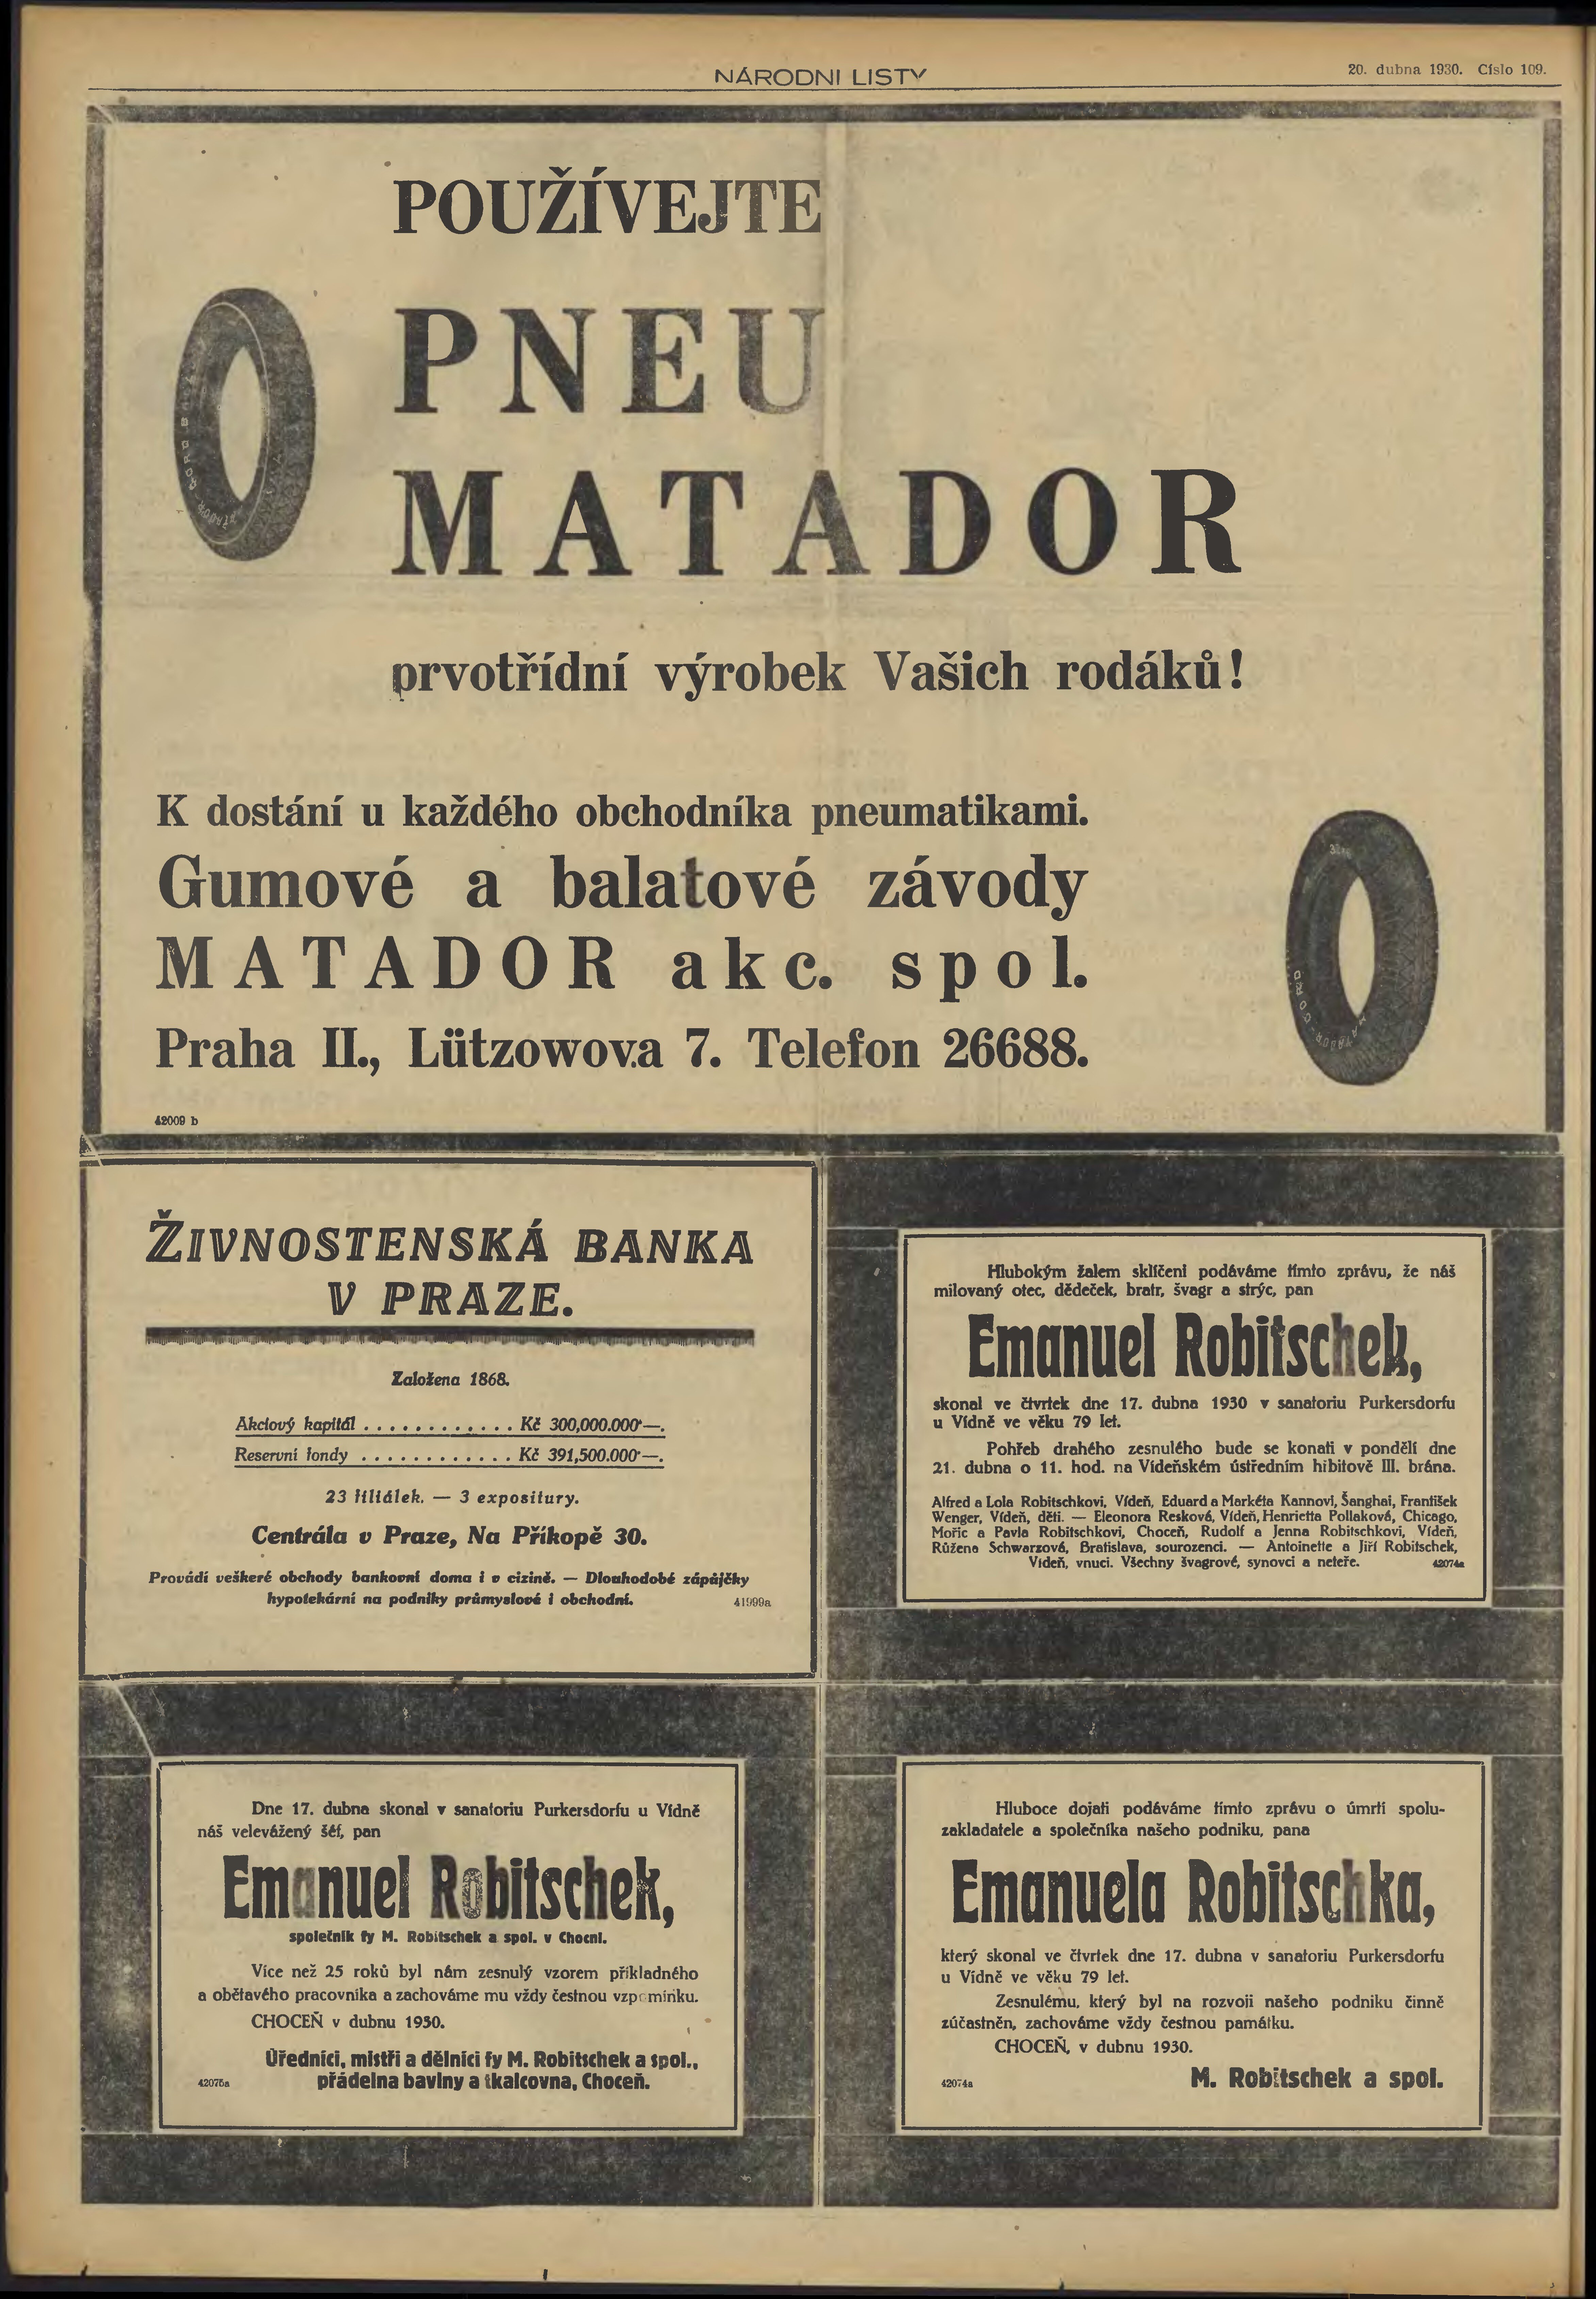 NÁRODNI LISTY
20. dubna 1930. Číslo 109.
POUŽÍVEJTE
PNEU
MATADOR
prvotřídní výrobek Vašich rodáků!
K dostání u každého obchodníka pneumatikami.
Gumové a balatové závody
MATADOR akc. spol.
Praha II., Lützowova 7. Telefon 26688.
42009 b
ŽIVNOSTENSKÁ BANKA
V PRAZE.
Založena 1868.
Akciový kapitál . . . . . . . . . . . . Kč 300,000.000·—.
Reservní fondy . . . . . . . . . . . . Kč 391,500.000·—.
23 filiálek. — 3 expositury.
Centrála v Praze, Na Příkopě 30.
Provádí veškeré obchody bankovní doma i v cizině. — Dlouhodobé zápůjčky
hypotekární na podniky průmyslové i obchodní.
41999a
Hlubokým žalem sklíčeni podáváme tímto zprávu, že náš
milovaný otec, dědeček, bratr, švagr a strýc, pan
Emanuel Robitschek,
skonal ve čtvrtek dne 17. dubna 1930 v sanatoriu Purkersdorfu
u Vídně ve věku 79 let.
Pohřeb drahého zesnulého bude se konati v pondělí dne
21. dubna o 11. hod. na Vídeňském ústředním hřbitově III. brána.
Alfred a Lola Robitschkovi, Vídeň, Eduard a Markéta Kannovi, Šanghai, František
Wenger, Vídeň, děti. — Eleonora Resková, Vídeň, Henrietta Pollaková, Chicago,
Mořic a Pavla Robitschkovi, Choceň, Rudolf a Jenna Robitschkovi, Vídeň,
Růžena Schwarzová, Bratislava, sourozenci. — Antoinette a Jiří Robitschek,
Vídeň, vnuci. Všechny švagrové, synovci a neteře.
42074a
Dne 17. dubna skonal v sanatoriu Purkersdorfu u Vídně
náš velevážený šéf, pan
Emanuel Robitschek,
společník fy M. Robitschek a spol. v Chocni.
Více než 25 roků byl nám zesnulý vzorem příkladného
a obětavého pracovníka a zachováme mu vždy čestnou vzpomínku.
CHOCEŇ v dubnu 1930.
Úředníci, mistři a dělníci fy M. Robitschek a spol.,
přádelna bavlny a tkalcovna, Choceň.
42075a
Hluboce dojati podáváme tímto zprávu o úmrtí spolu-
zakladatele a společníka našeho podniku, pana
Emanuela Robitschka,
který skonal ve čtvrtek dne 17. dubna v sanatoriu Purkersdorfu
u Vídně ve věku 79 let.
Zesnulému, který byl na rozvoji našeho podniku činně
zúčastněn, zachováme vždy čestnou památku.
CHOCEŇ, v dubnu 1930.
42074a
M. Robitschek a spol.